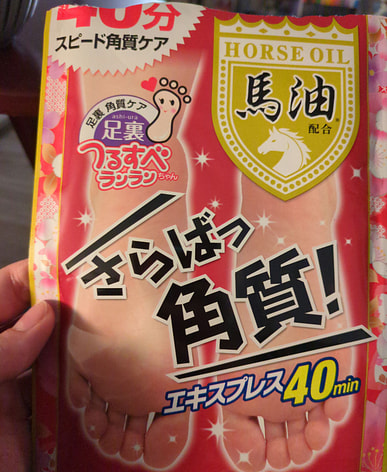 40分
スピード角質ケア
HORSE OIL
馬油
配合
足裏 角質ケア
ashi-ura
足裏
つるすべ
ランランちゃん
さらばっ
角質!
エキスプレス40min